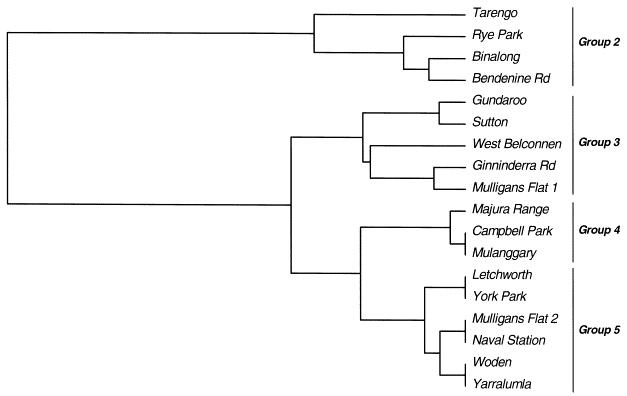 Tarengo
Rye Park
Group 2
Binalong
Bendenine Rd
Gundaroo
Sutton
Group 3
West Belconnen
Ginninderra Rd
Mulligans Flat 1
Majura Range
Campbell Park
Group 4
Mulanggary
Letchworth
York Park
Mulligans Flat 2
Group 5
Naval Station
Woden
Yarralumla